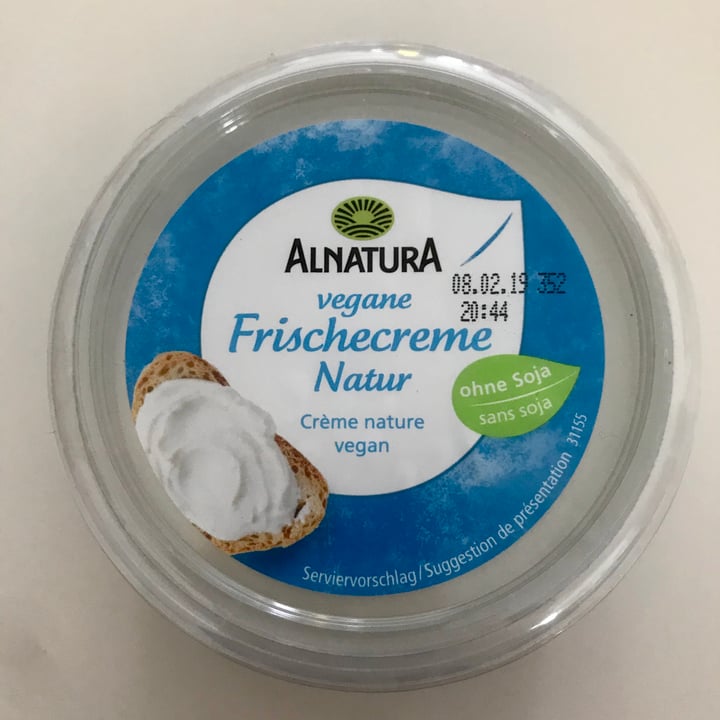 ALNATURA
vegane
Frischecreme
Natur
Crème nature
vegan
08.02.19 352
20:44
ohne Soja
sans soja
Serviervorschlag/Suggestion de présentation 31155